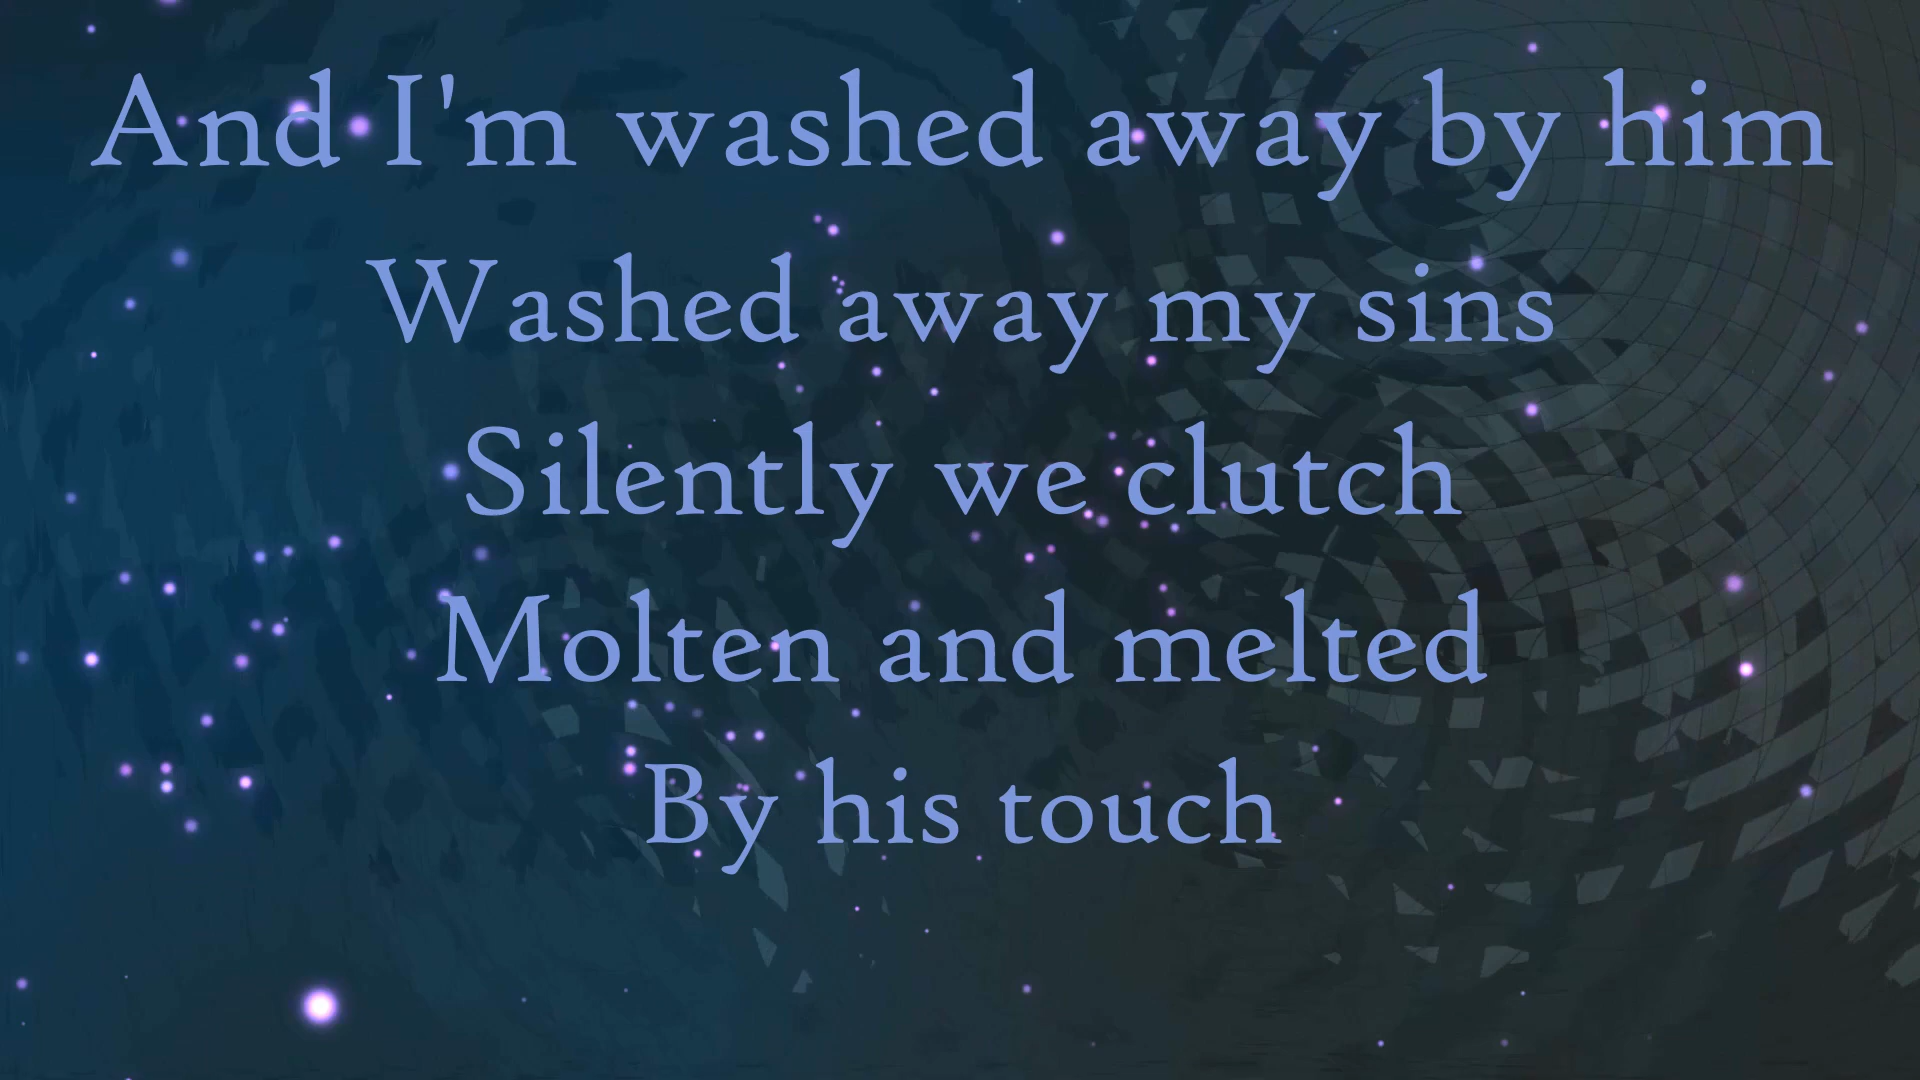 And I'm washed away by him
Washed away my sins
Silently we clutch
Molten and melted
By his touch